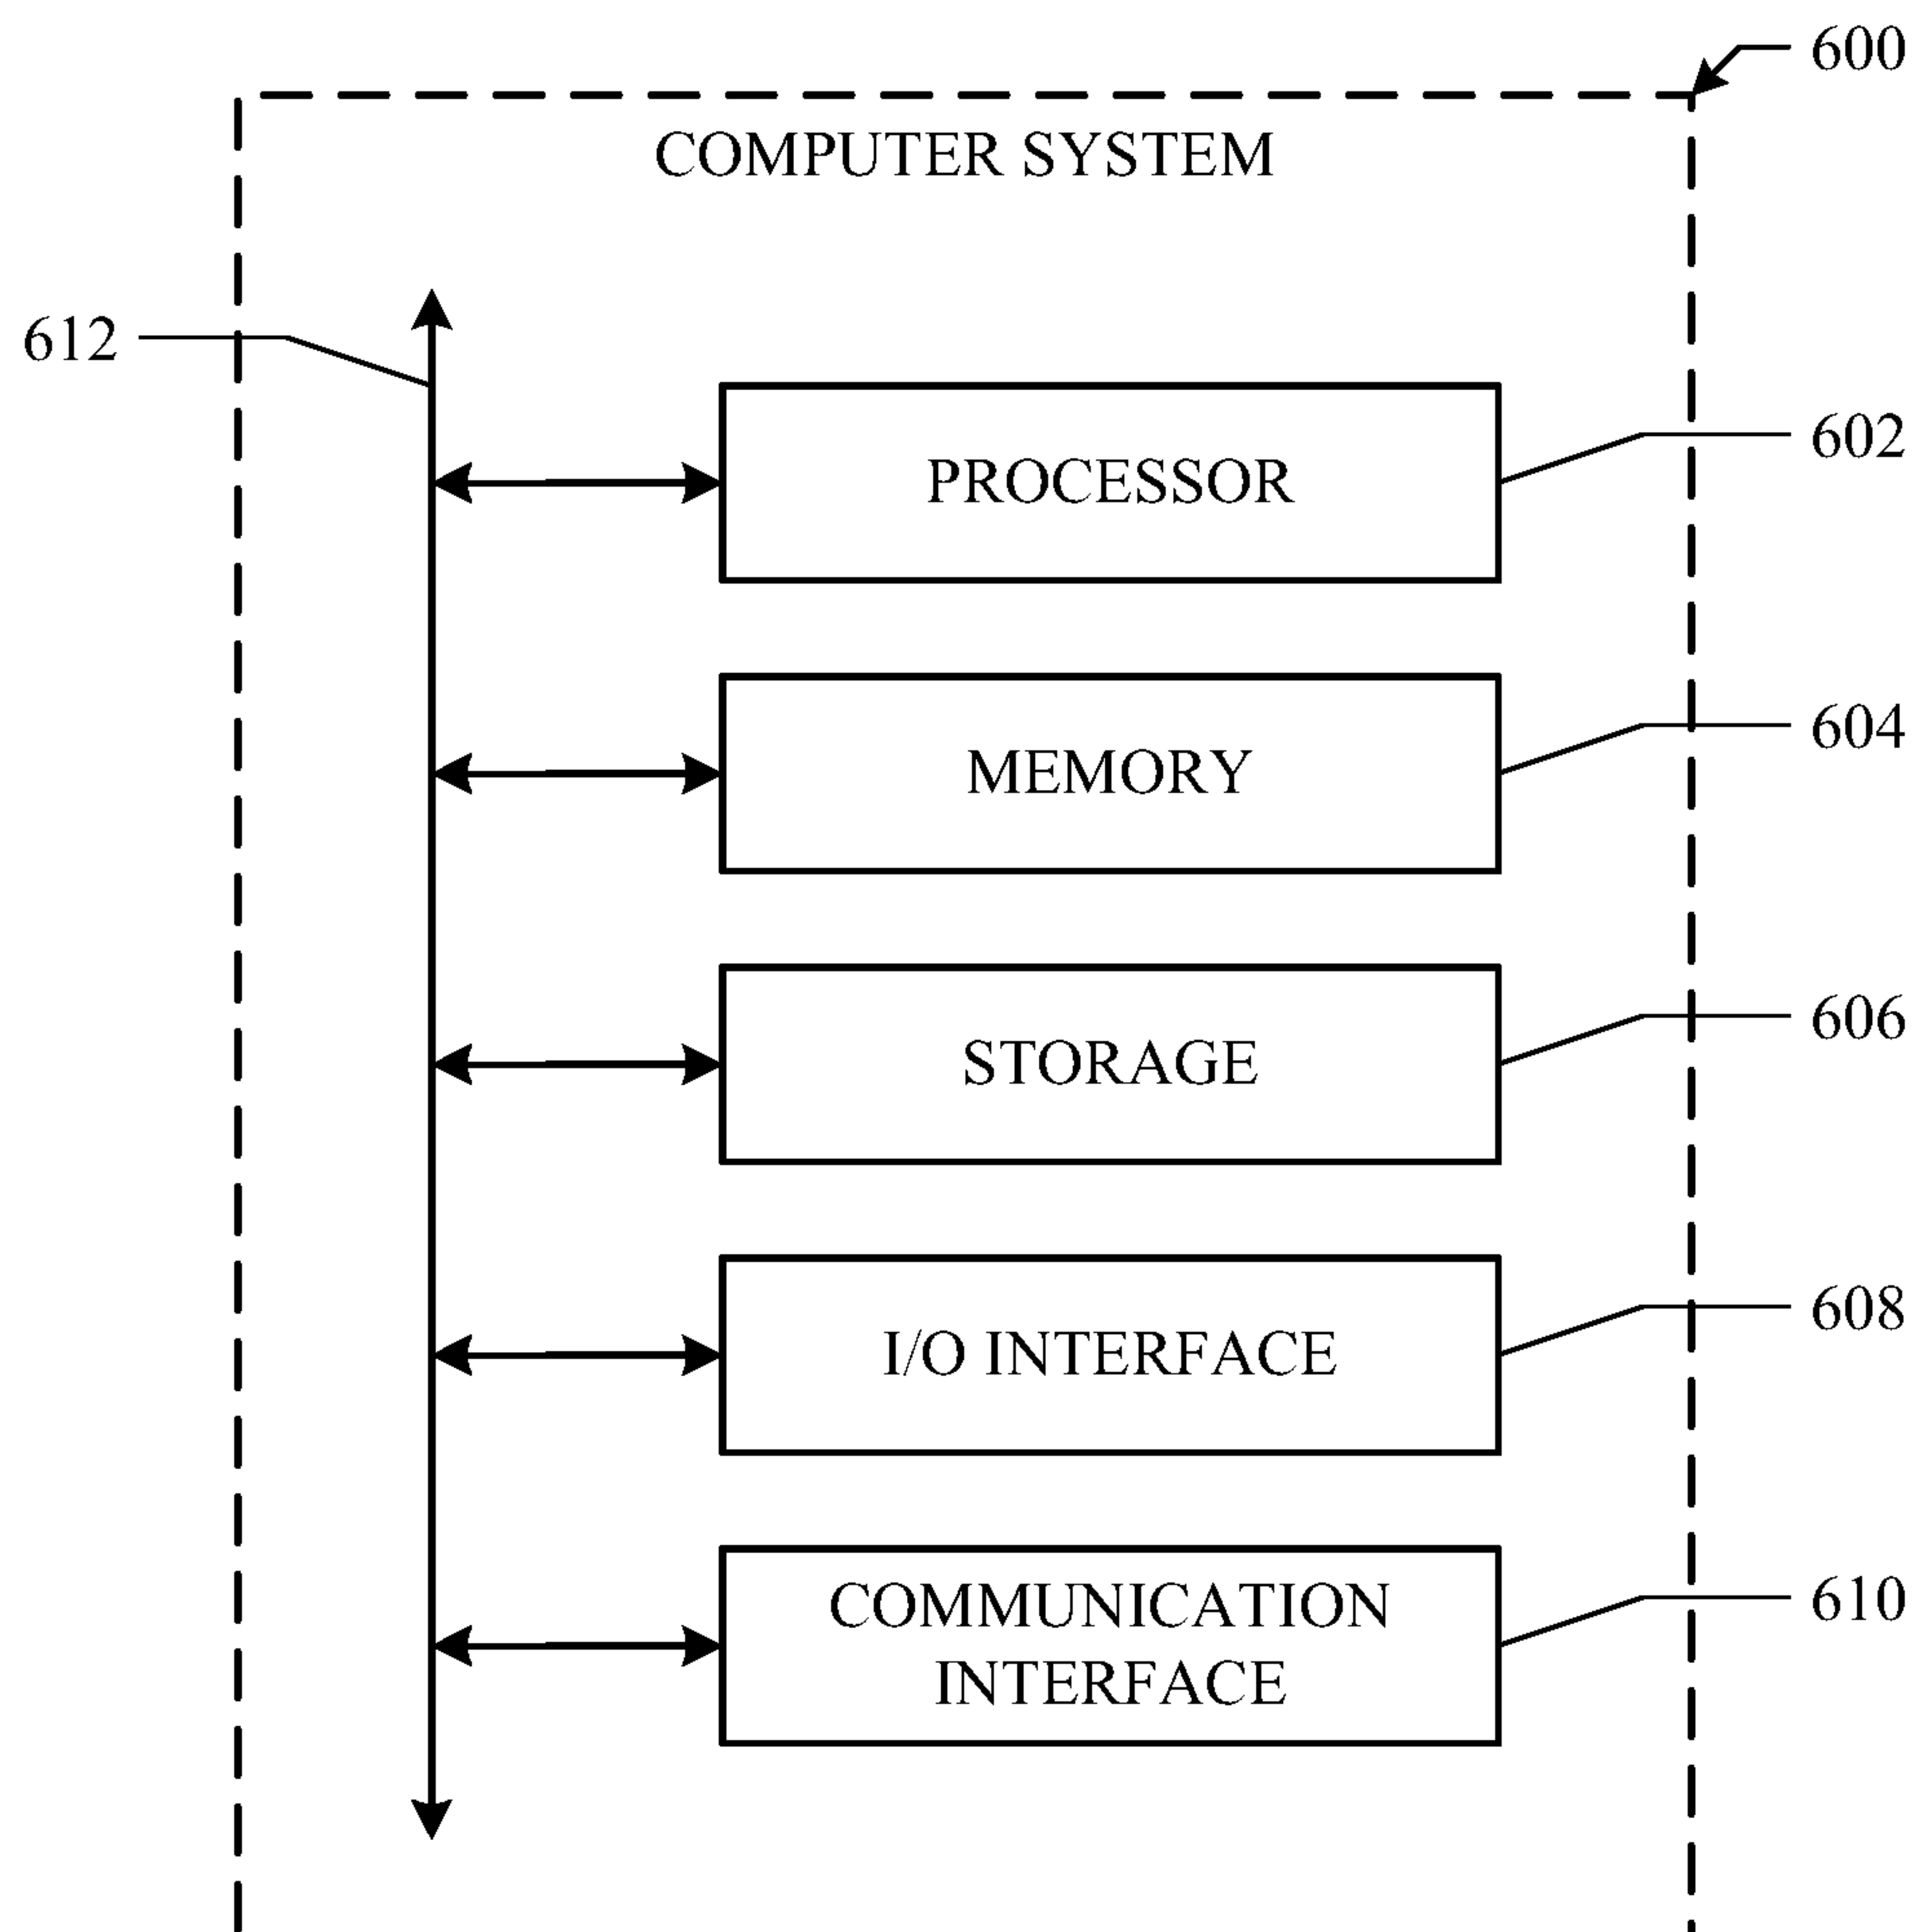 600
COMPUTER SYSTEM
612
602
PROCESSOR
604
MEMORY
606
STORAGE
608
I/O INTERFACE
610
COMMUNICATION
INTERFACE